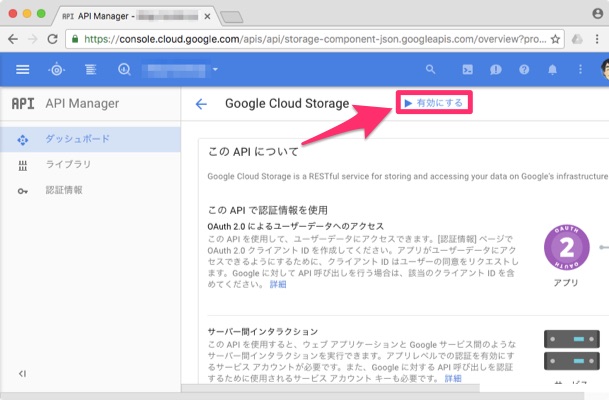 API API Manager -
https://console.cloud.google.com/apis/api/storage-component-json.googleapis.com/overview?pro...
API API Manager
Google Cloud Storage
有効にする
ダッシュボード
ライブラリ
認証情報
この API について
Google Cloud Storage is a RESTful service for storing and accessing your data on Google's infrastructure
この API で認証情報を使用
OAuth 2.0 によるユーザーデータへのアクセス
この API を使用して、ユーザーデータにアクセスできます。[認証情報] ページで
OAuth 2.0 クライアント ID を作成してください。アプリがユーザーデータにアク
セスできるようにするために、クライアント ID はユーザーの同意をリクエストし
ます。Google に対して API 呼び出しを行う場合は、該当のクライアント ID を含
めてください。 詳細
OAUTH
2
OAUTH
アプリ
サーバー間インタラクション
この API を使用すると、ウェブ アプリケーションと Google サービス間のような
サーバー間インタラクションを実行できます。アプリレベルでの認証を有効にす
るサービス アカウントが必要です。また、Google に対する API 呼び出しを認証
するために使用されるサービス アカウント キーも必要です。 詳細
サービス